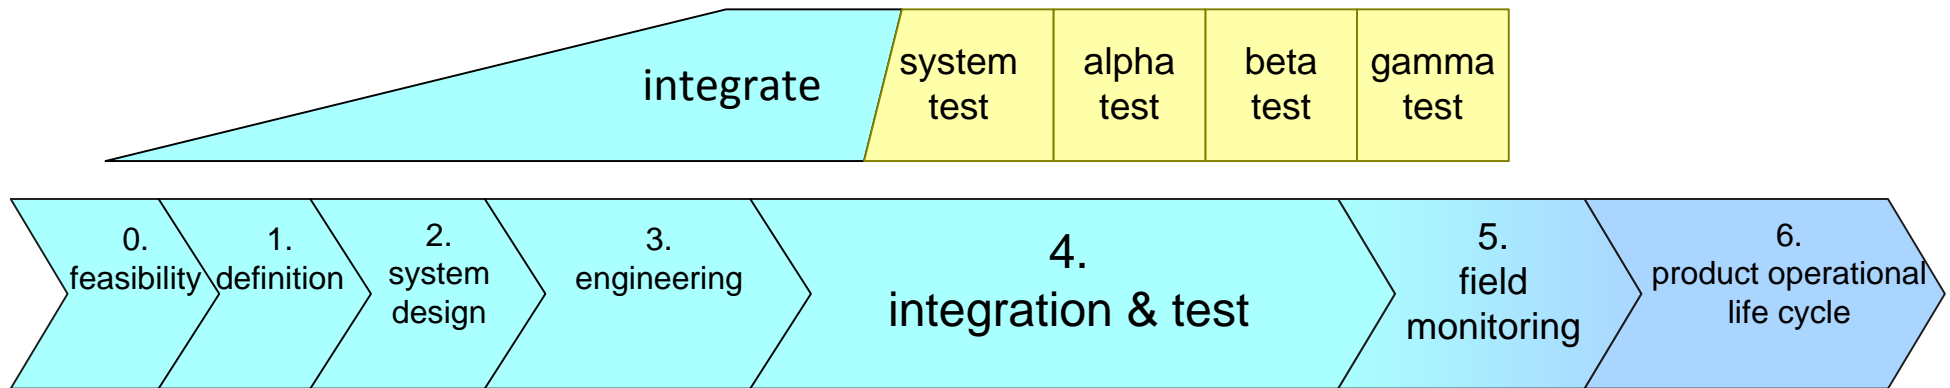 integrate
system
test
alpha
test
beta
test
gamma
test
0.
feasibility
1.
definition
2.
system
design
3.
engineering
4.
integration & test
5.
field
monitoring
6.
product operational
life cycle